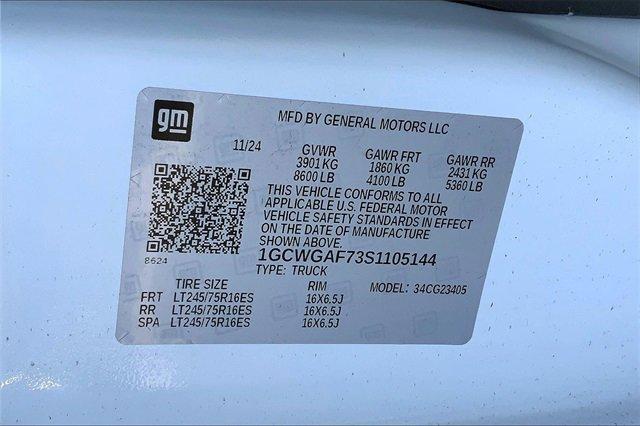 gm
MFD BY GENERAL MOTORS LLC
11/24
GVWR GAWR FRT GAWR RR
3901 KG 1860 KG 2431 KG
8600 LB 4100 LB 5360 LB
THIS VEHICLE CONFORMS TO ALL
APPLICABLE U.S. FEDERAL MOTOR
VEHICLE SAFETY STANDARDS IN EFFECT
ON THE DATE OF MANUFACTURE
SHOWN ABOVE.
8624
1GCWGAF73S1105144
TYPE: TRUCK MODEL: 34CG23405
TIRE SIZE RIM
FRT LT245/75R16ES 16X6.5J
RR LT245/75R16ES 16X6.5J
SPA LT245/75R16ES 16X6.5J